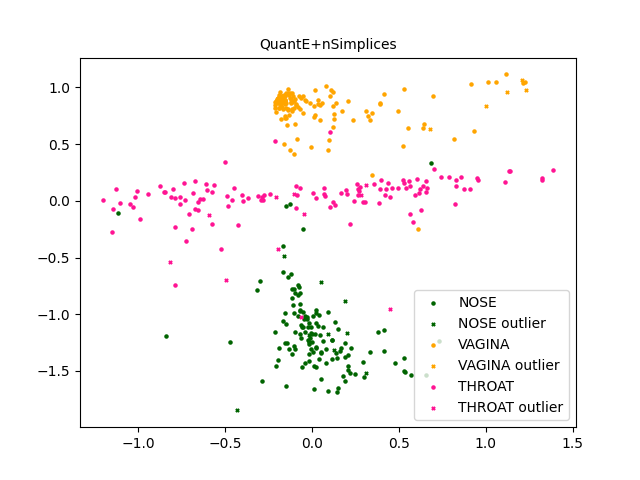 QuantE+nSimplices
1.0
0.5
0.0
−0.5
−1.0
−1.5
−1.0
−0.5
0.0
0.5
1.0
1.5
NOSE
NOSE outlier
VAGINA
VAGINA outlier
THROAT
THROAT outlier